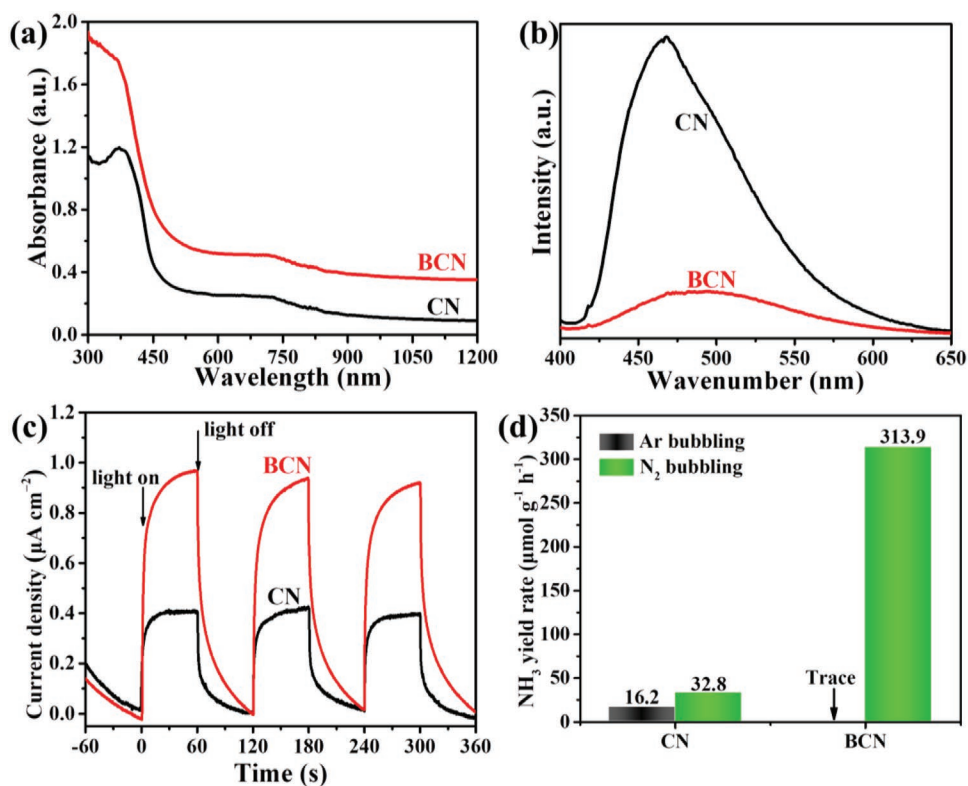 (a)
2.0
1.6
1.2
0.8
0.4
0.0
Absorbance (a.u.)
BCN
CN
300 450 600 750 900 1050 1200
Wavelength (nm)
(b)
Intensity (a.u.)
CN
BCN
400 450 500 550 600 650
Wavenumber (nm)
(c)
1.2
1.0
0.8
0.6
0.4
0.2
0.0
Current density (μA cm⁻²)
light on
light off
BCN
CN
-60 0 60 120 180 240 300 360
Time (s)
(d)
350
300
250
200
150
100
50
0
NH₃ yield rate (μmol g⁻¹ h⁻¹)
Ar bubbling
N₂ bubbling
313.9
16.2
32.8
Trace
CN BCN